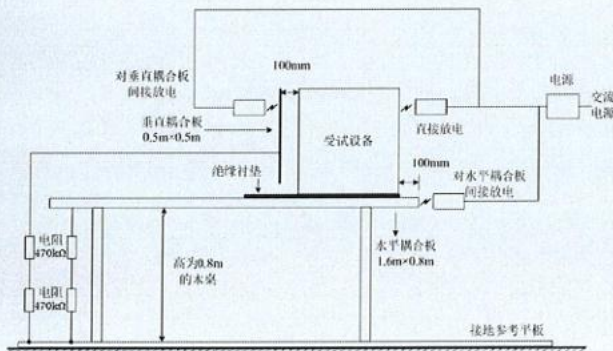 100mm
对垂直耦合板
间接放电
电源
交流
电源
垂直耦合板
0.5m×0.5m
受试设备
直接放电
绝缘衬垫
100mm
对水平耦合板
间接放电
电阻
470kΩ
高为0.8m
的木桌
水平耦合板
1.6m×0.8m
电阻
470kΩ
接地参考平板